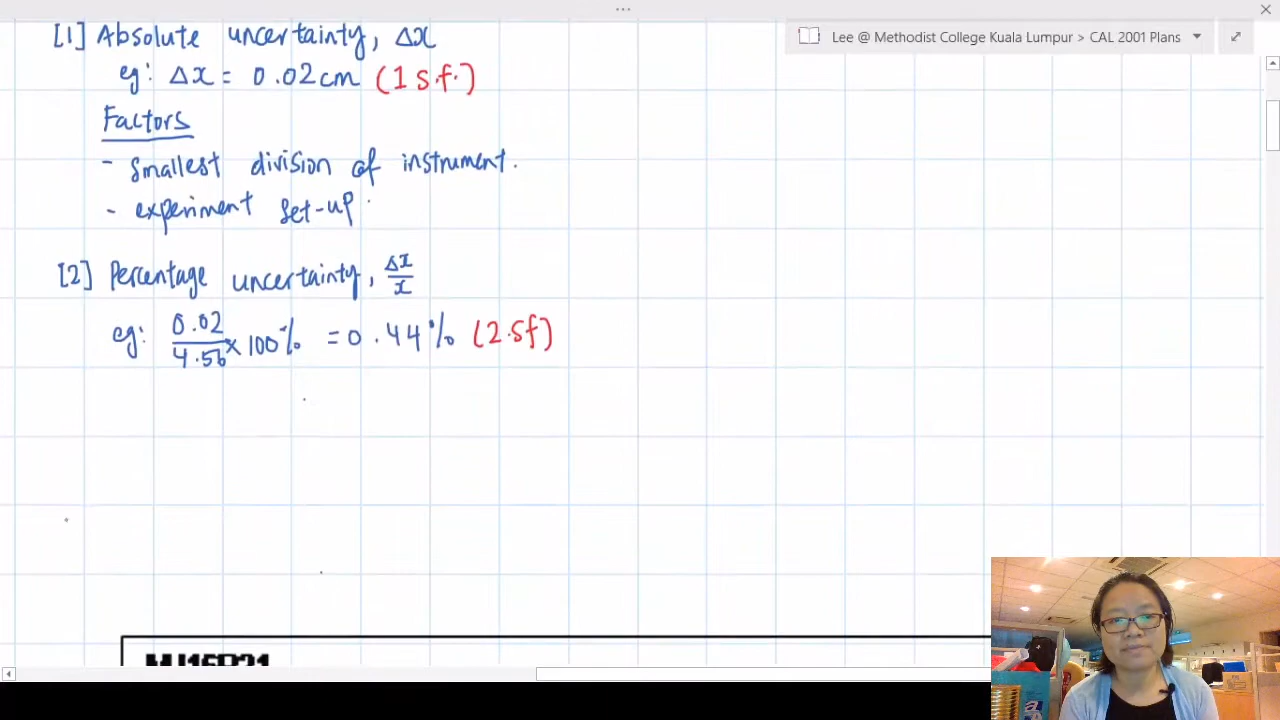 Lee @ Methodist College Kuala Lumpur > CAL 2001 Plans
[1] Absolute uncertainty, Δx
eg: Δx = 0.02cm (1 s.f.)
Factors
- smallest division of instrument.
- experiment set-up.
[2] Percentage uncertainty, Δx/x
eg: 0.02/4.56 × 100% = 0.44% (2.sf)